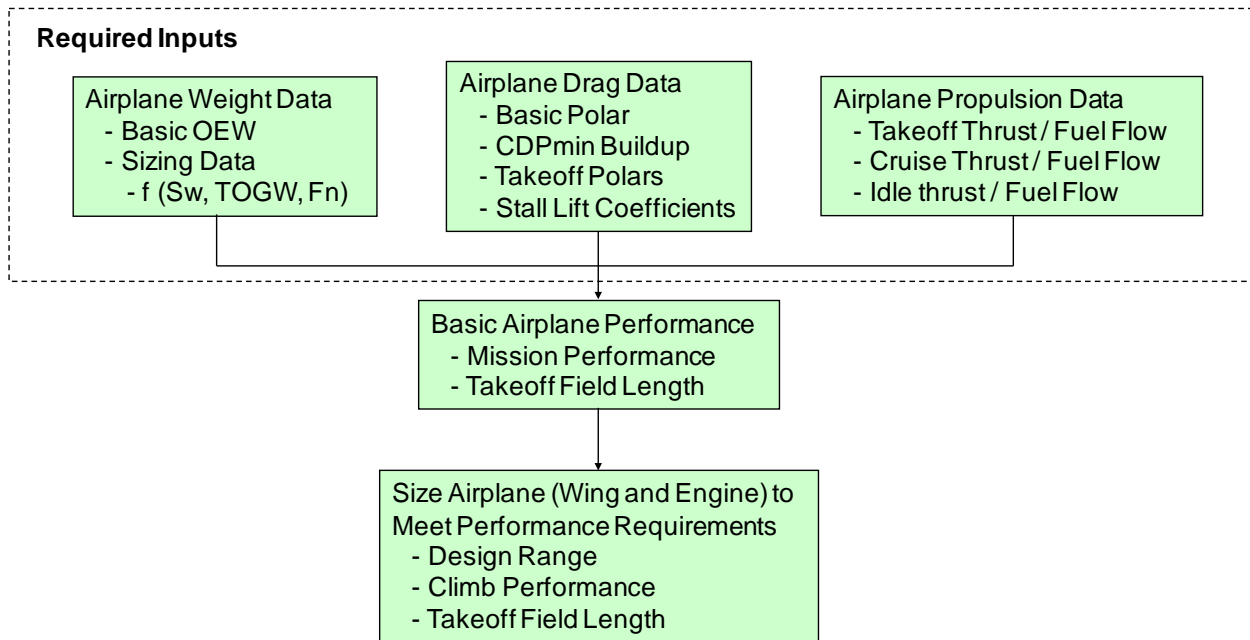 Required Inputs
Airplane Weight Data
- Basic OEW
- Sizing Data
- f (Sw, TOGW, Fn)
Airplane Drag Data
- Basic Polar
- CDPmin Buildup
- Takeoff Polars
- Stall Lift Coefficients
Airplane Propulsion Data
- Takeoff Thrust / Fuel Flow
- Cruise Thrust / Fuel Flow
- Idle thrust / Fuel Flow
Basic Airplane Performance
- Mission Performance
- Takeoff Field Length
Size Airplane (Wing and Engine) to
Meet Performance Requirements
- Design Range
- Climb Performance
- Takeoff Field Length